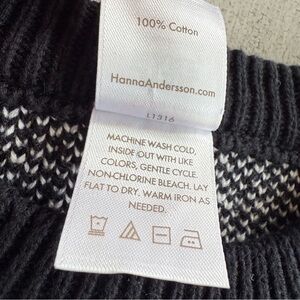 100% Cotton
HannaAndersson.com
L1316
MACHINE WASH COLD,
INSIDE OUT WITH LIKE
COLORS, GENTLE CYCLE.
NON-CHLORINE BLEACH. LAY
FLAT TO DRY. WARM IRON AS
NEEDED.